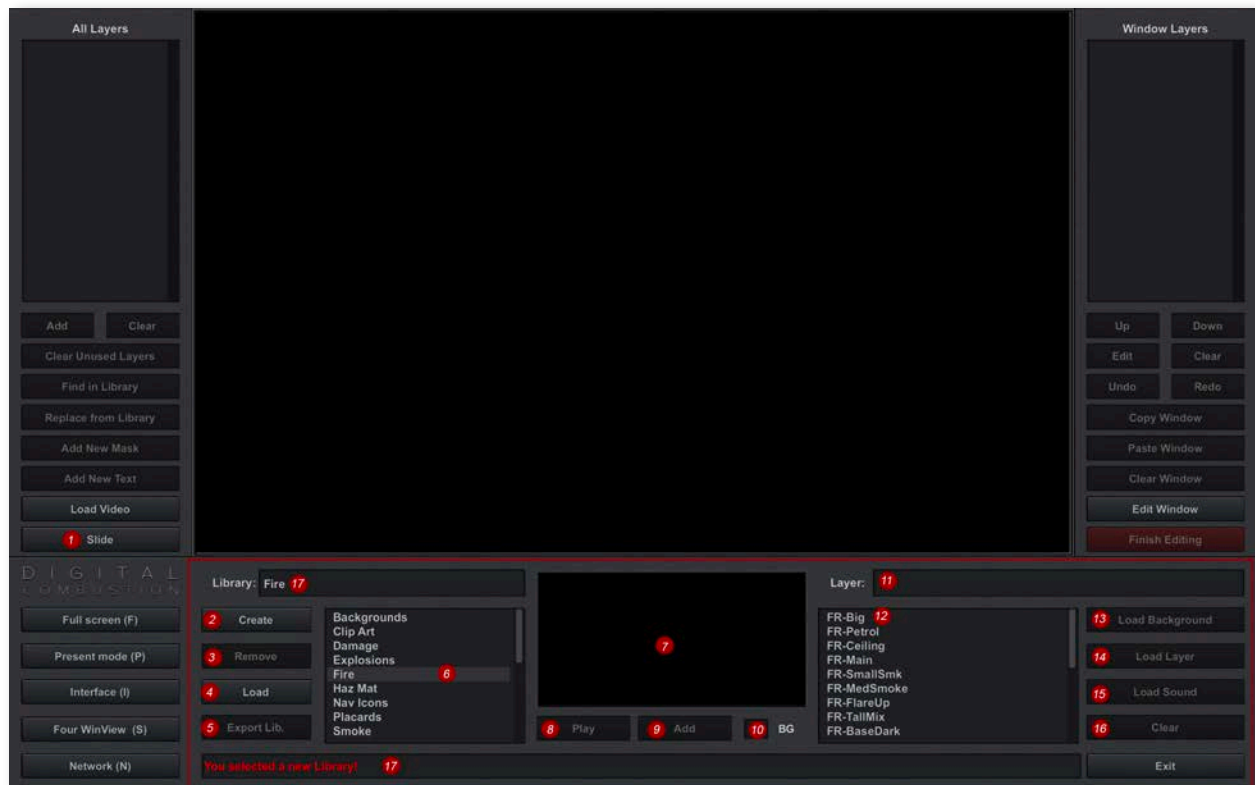 All Layers
Add
Clear
Clear Unused Layers
Find in Library
Replace from Library
Add New Mask
Add New Text
Load Video
1 Slide
Window Layers
Up
Down
Edit
Clear
Undo
Redo
Copy Window
Paste Window
Clear Window
Edit Window
Finish Editing
DIGITAL
COMBUSTION
Full screen (F)
Present mode (P)
Interface (I)
Four WinView (S)
Network (N)
Library: Fire 17
2 Create
3 Remove
4 Load
5 Export Lib.
Backgrounds
Clip Art
Damage
Explosions
Fire 6
Haz Mat
Nav Icons
Placards
Smoke
7
8 Play
9 Add
10 BG
Layer: 11
FR-Big 12
FR-Petrol
FR-Ceiling
FR-Main
FR-SmallSmk
FR-MedSmoke
FR-FlareUp
FR-TallMix
FR-BaseDark
13 Load Background
14 Load Layer
15 Load Sound
16 Clear
You selected a new Library! 17
Exit